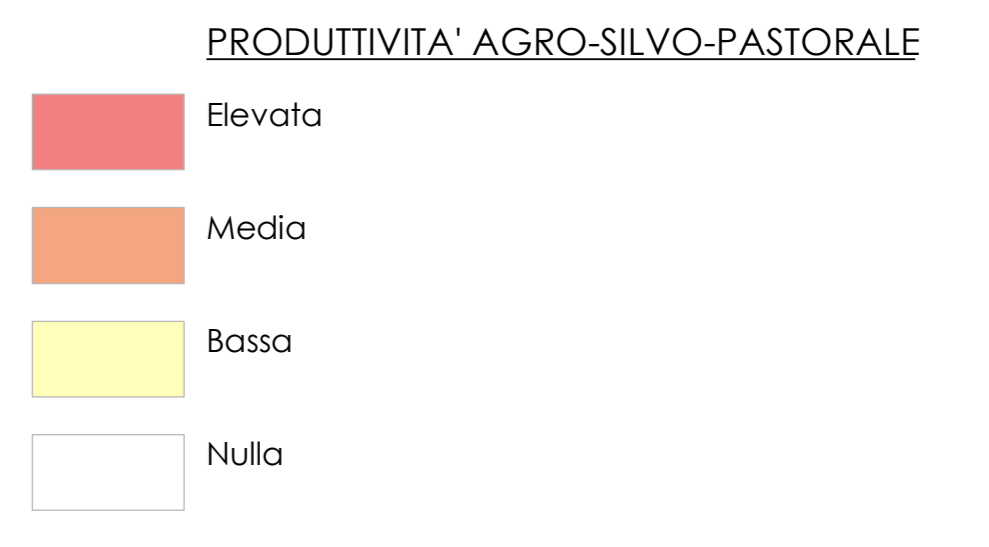 PRODUTTIVITA' AGRO-SILVO-PASTORALE
Elevata
Media
Bassa
Nulla